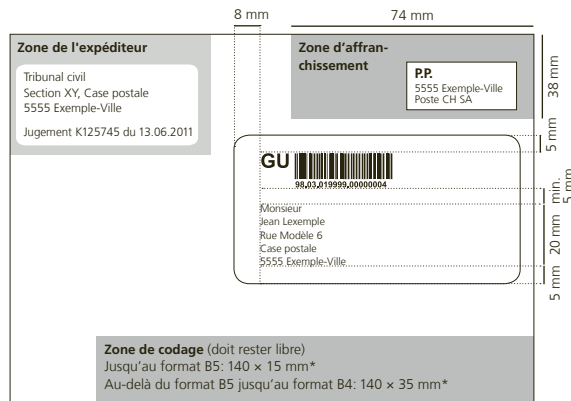 8 mm
74 mm
Zone de l'expéditeur
Tribunal civil
Section XY, Case postale
5555 Exemple-Ville
Jugement K125745 du 13.06.2011
Zone d'affran-
chissement
P.P.
5555 Exemple-Ville
Poste CH SA
38 mm
5 mm
GU
98.03.019999.00000004
min.
5 mm
Monsieur
Jean Lexemple
Rue Modèle 6
Case postale
5555 Exemple-Ville
20 mm
5 mm
Zone de codage (doit rester libre)
Jusqu'au format B5: 140 × 15 mm*
Au-delà du format B5 jusqu'au format B4: 140 × 35 mm*